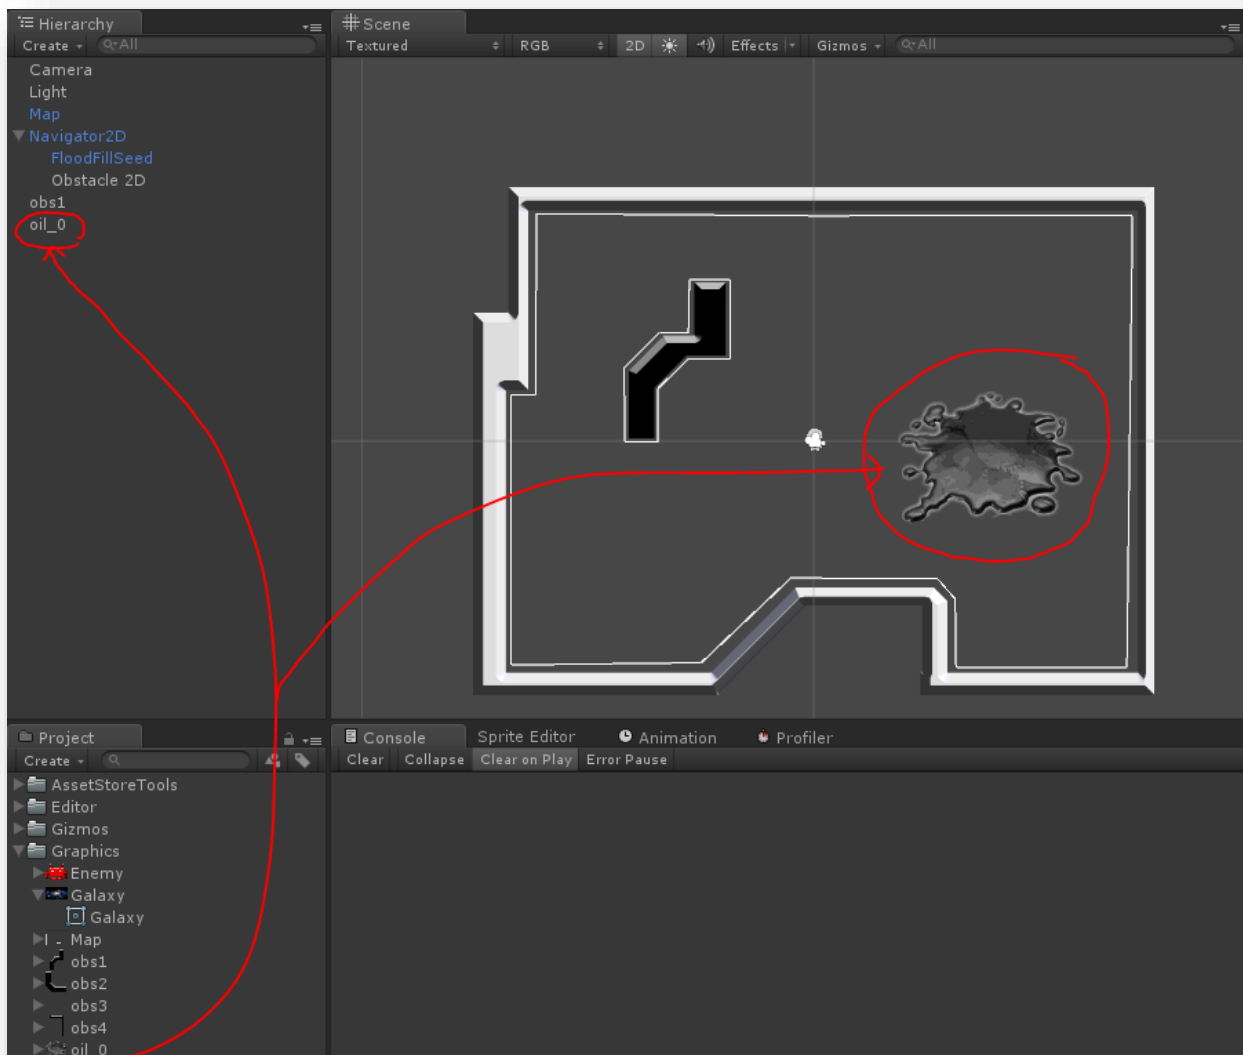 Hierarchy
Create All
Camera
Light
Map
Navigator2D
FloodFillSeed
Obstacle 2D
obs1
oil_0
Scene
Textured RGB 2D Effects Gizmos All
Project
Create
AssetStoreTools
Editor
Gizmos
Graphics
Enemy
Galaxy
Galaxy
Map
obs1
obs2
obs3
obs4
oil_0
Console Sprite Editor Animation Profiler
Clear Collapse Clear on Play Error Pause